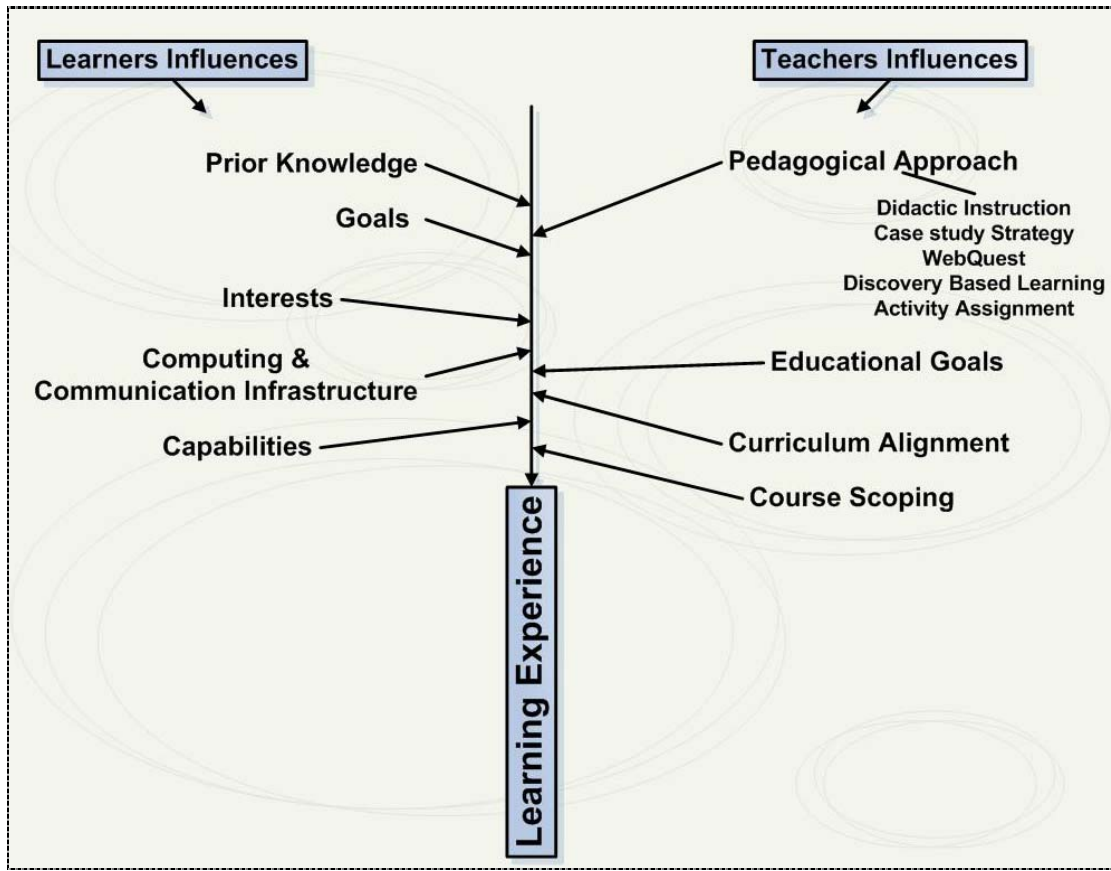 Learners Influences
Teachers Influences
Prior Knowledge
Goals
Interests
Computing &
Communication Infrastructure
Capabilities
Pedagogical Approach
Didactic Instruction
Case study Strategy
WebQuest
Discovery Based Learning
Activity Assignment
Educational Goals
Curriculum Alignment
Course Scoping
Learning Experience